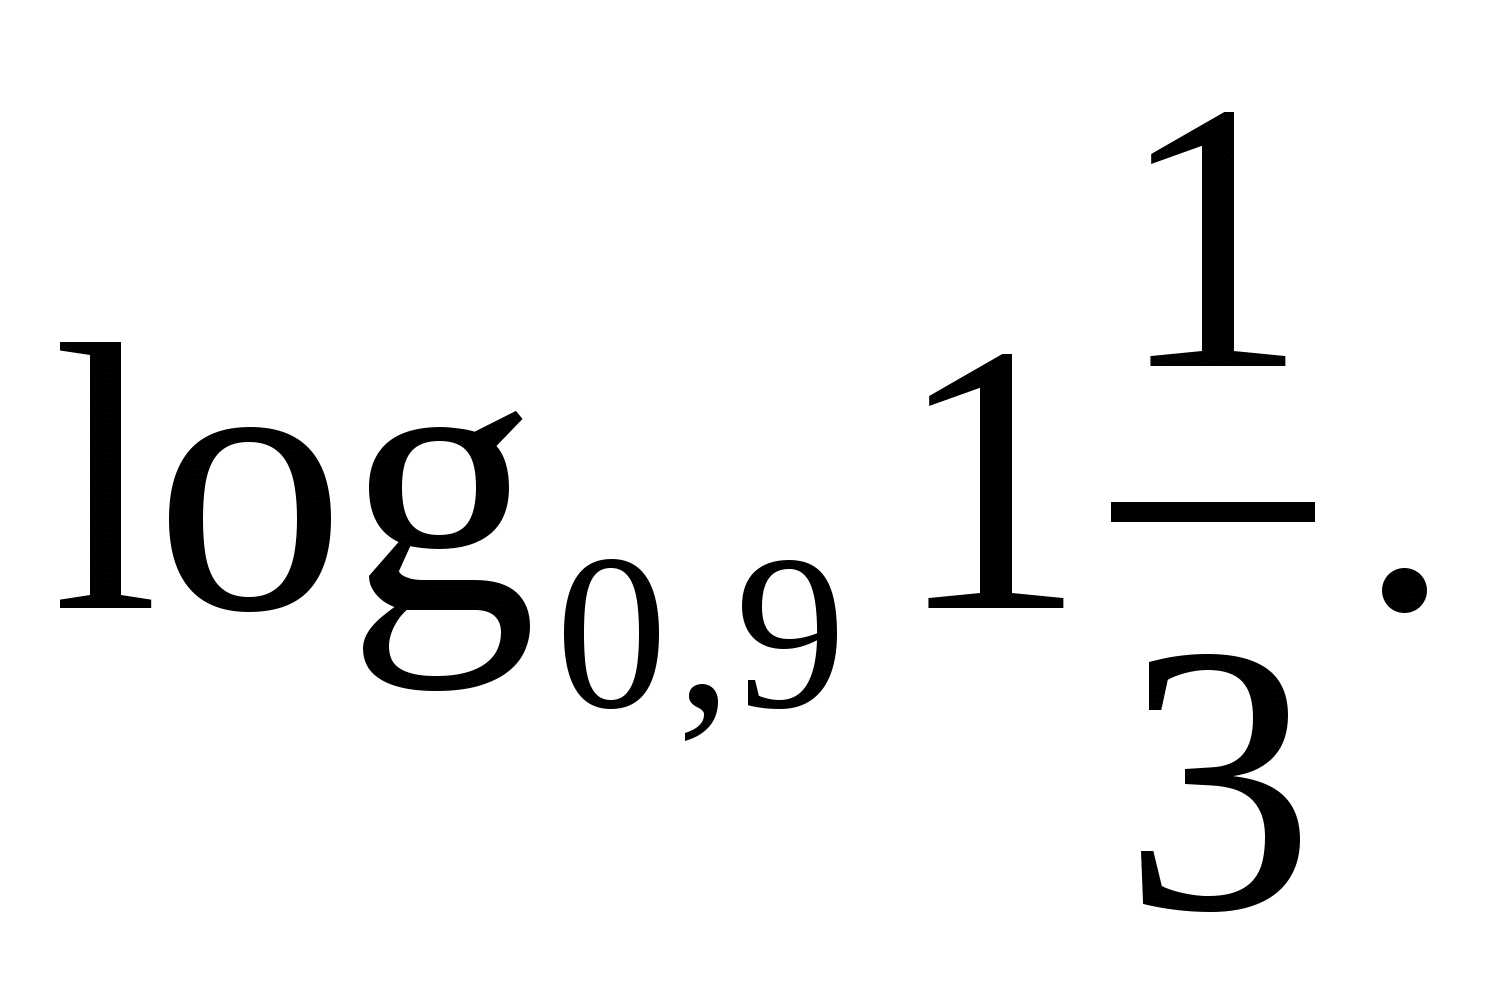 log₀,₉ 1 1/3 .